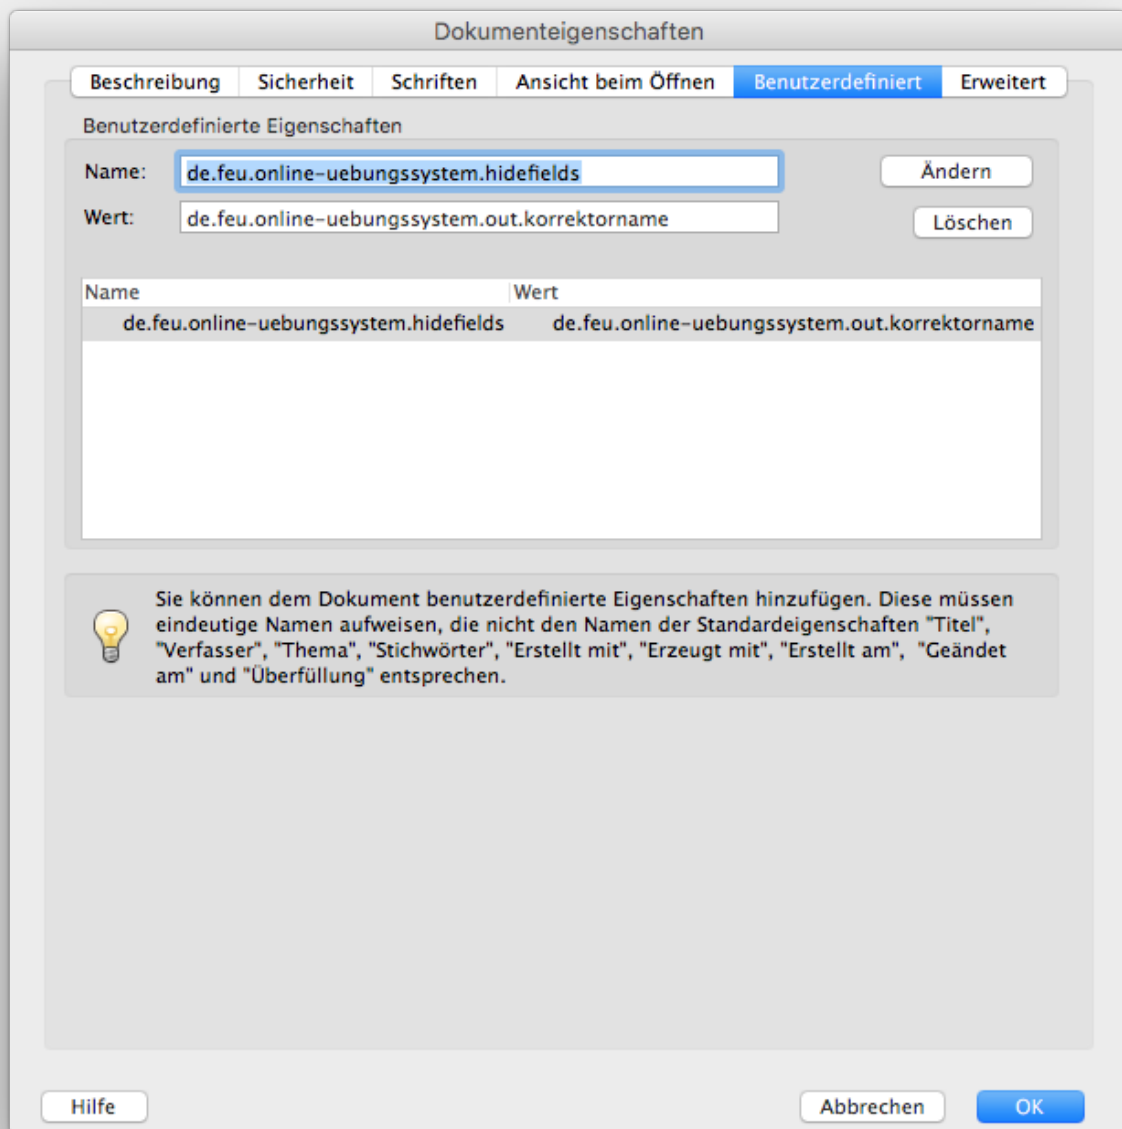 Dokumenteigenschaften
Beschreibung Sicherheit Schriften Ansicht beim Öffnen Benutzerdefiniert Erweitert
Benutzerdefinierte Eigenschaften
Name: de.feu.online-uebungssystem.hidefields Ändern
Wert: de.feu.online-uebungssystem.out.korrektorname Löschen
Name Wert
de.feu.online-uebungssystem.hidefields de.feu.online-uebungssystem.out.korrektorname
Sie können dem Dokument benutzerdefinierte Eigenschaften hinzufügen. Diese müssen
eindeutige Namen aufweisen, die nicht den Namen der Standardeigenschaften "Titel",
"Verfasser", "Thema", "Stichwörter", "Erstellt mit", "Erzeugt mit", "Erstellt am", "Geändet
am" und "Überfüllung" entsprechen.
Hilfe Abbrechen OK